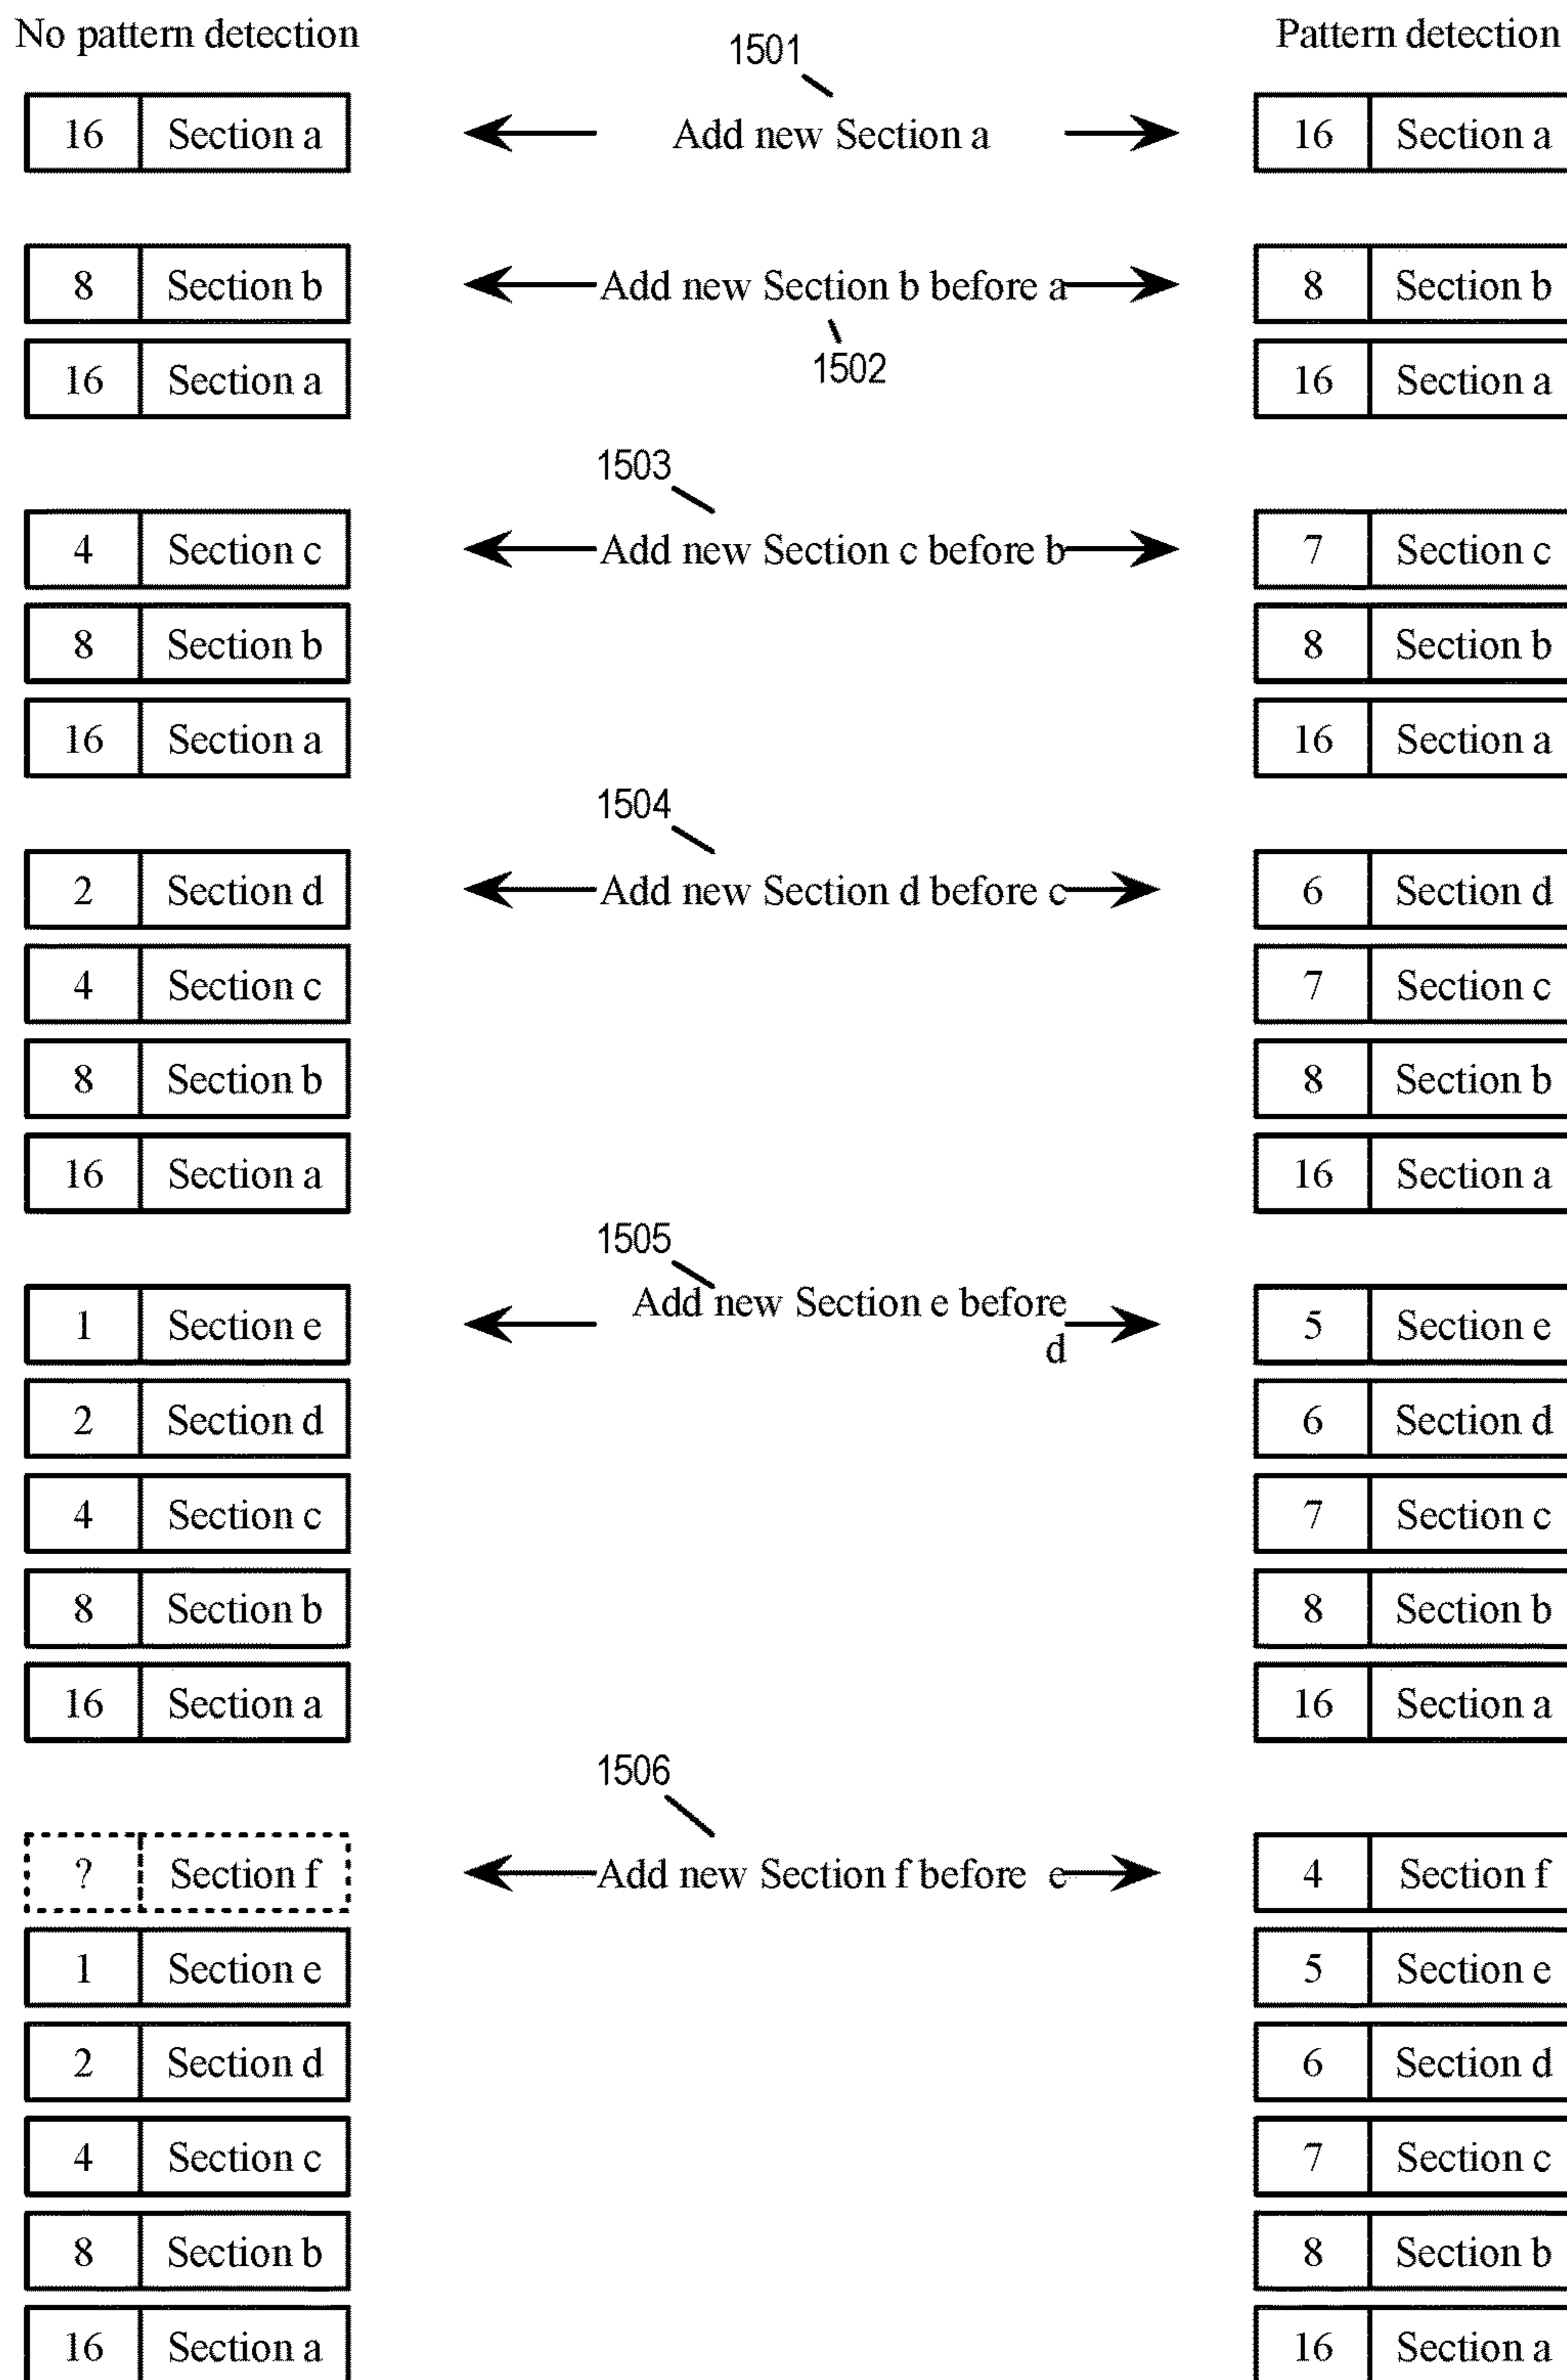 No pattern detection
Pattern detection
1501
16 Section a
Add new Section a
16 Section a
8 Section b
Add new Section b before a
8 Section b
1502
16 Section a
16 Section a
1503
4 Section c
Add new Section c before b
7 Section c
8 Section b
8 Section b
16 Section a
16 Section a
1504
2 Section d
Add new Section d before c
6 Section d
4 Section c
7 Section c
8 Section b
8 Section b
16 Section a
16 Section a
1505
1 Section e
Add new Section e before
d
5 Section e
2 Section d
6 Section d
4 Section c
7 Section c
8 Section b
8 Section b
16 Section a
16 Section a
1506
? Section f
Add new Section f before e
4 Section f
1 Section e
5 Section e
2 Section d
6 Section d
4 Section c
7 Section c
8 Section b
8 Section b
16 Section a
16 Section a